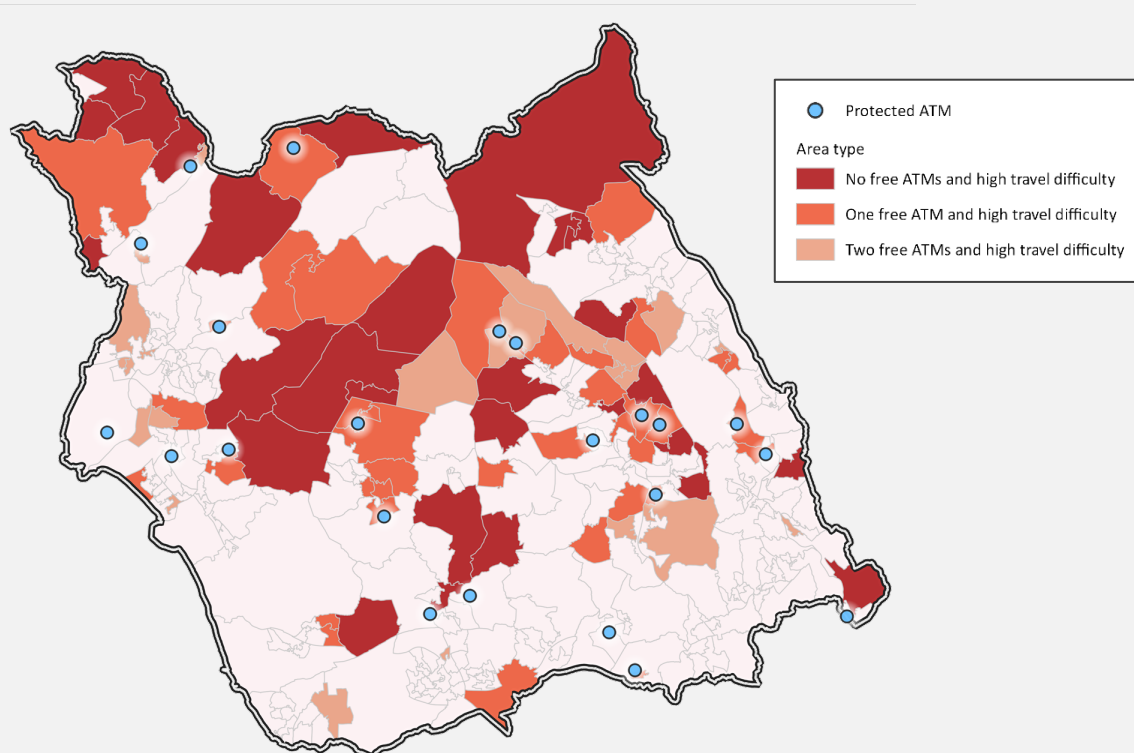 Protected ATM
Area type
No free ATMs and high travel difficulty
One free ATM and high travel difficulty
Two free ATMs and high travel difficulty